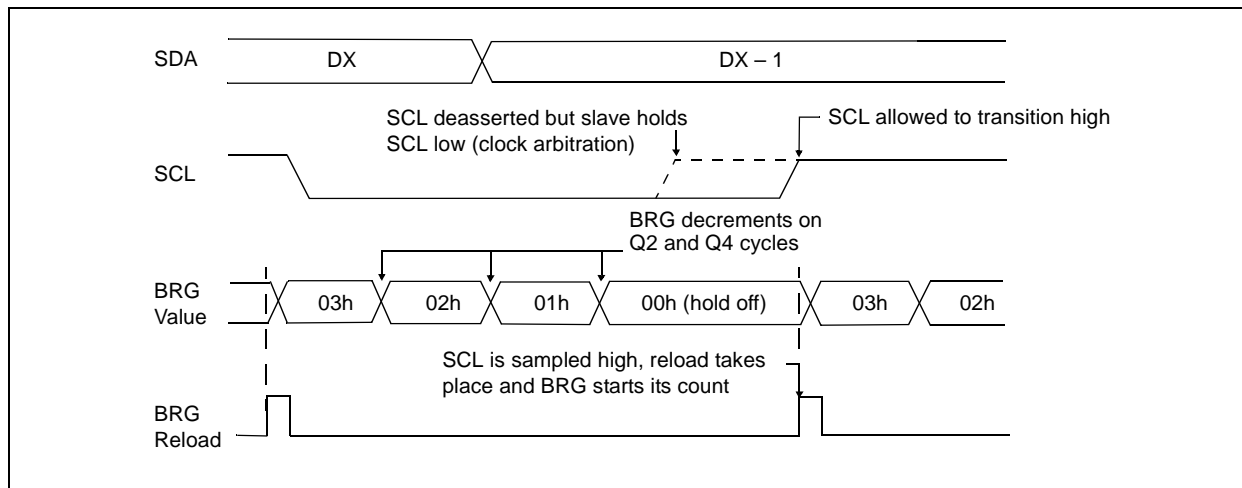 SDA
DX
DX – 1
SCL deasserted but slave holds
SCL low (clock arbitration)
SCL allowed to transition high
SCL
BRG decrements on
Q2 and Q4 cycles
BRG
Value
03h
02h
01h
00h (hold off)
03h
02h
SCL is sampled high, reload takes
place and BRG starts its count
BRG
Reload